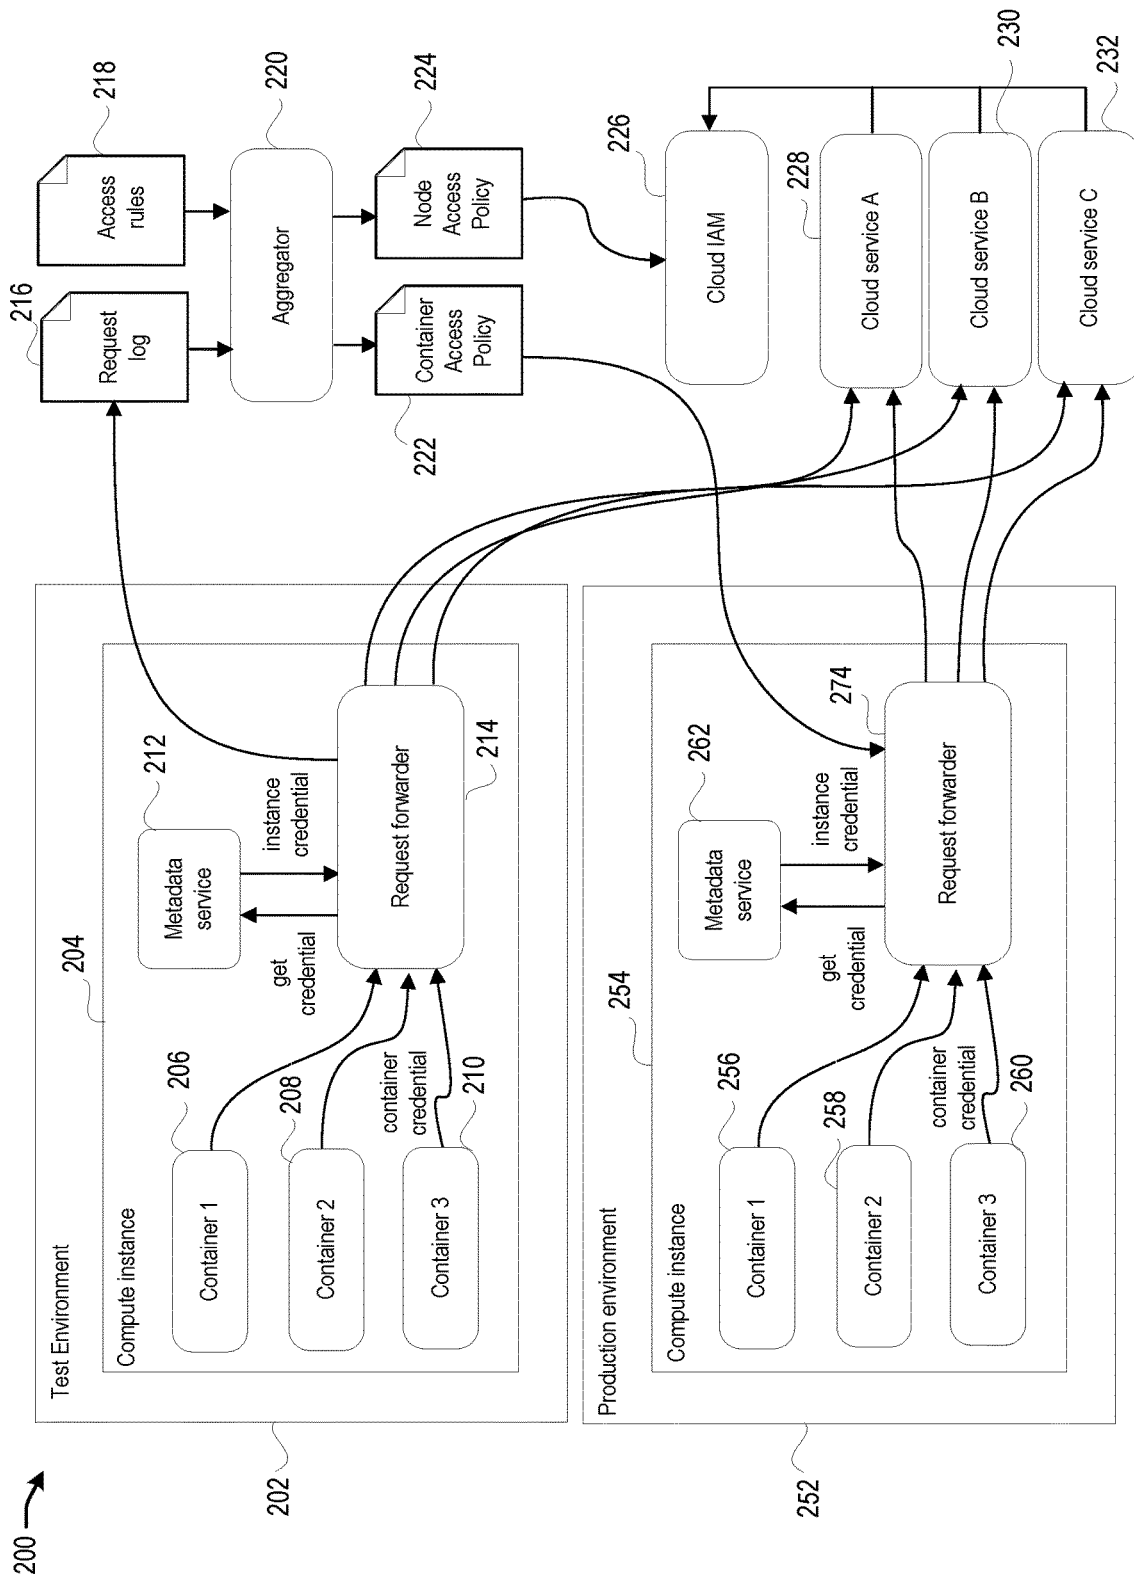 200
Test Environment
202
Compute instance
204
Container 1
206
Container 2
208
Container 3
210
container
credential
Metadata
service
212
get
credential
instance
credential
Request forwarder
214
216
Request
log
Access
rules
218
Aggregator
220
Container
Access
Policy
222
Node
Access
Policy
224
Production environment
252
Compute instance
254
Container 1
256
Container 2
258
Container 3
260
container
credential
Metadata
service
262
get
credential
instance
credential
Request forwarder
274
Cloud IAM
226
Cloud service A
228
Cloud service B
230
Cloud service C
232